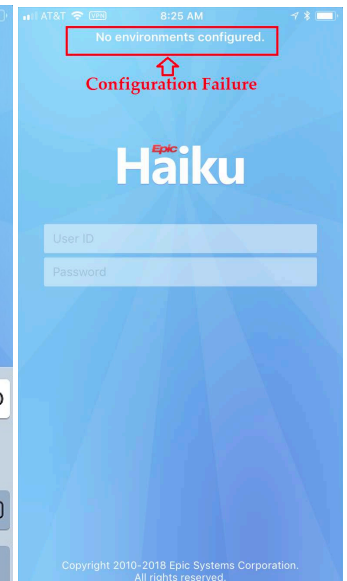 AT&T VPN 8:25 AM
No environments configured.
Configuration Failure
Epic
Haiku
User ID
Password
Copyright 2010-2018 Epic Systems Corporation.
All rights reserved.